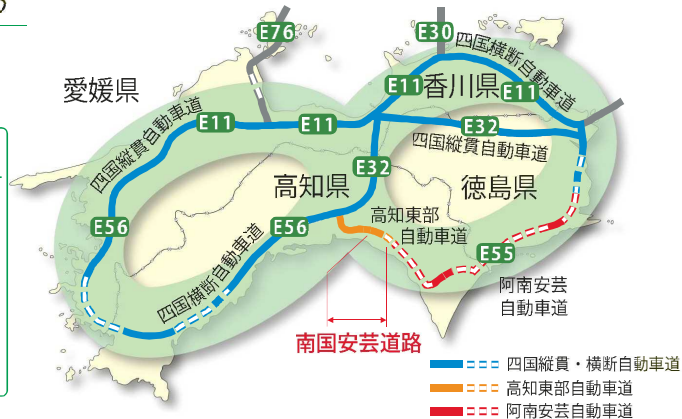 E76
E30
四国横断自動車道
愛媛県
E11
香川県
E11
E11
E11
E32
四国縦貫自動車道
四国縦貫自動車道
E32
高知県
徳島県
高知東部
自動車道
E56
E56
四国横断自動車道
E55
阿南安芸
自動車道
南国安芸道路
四国縦貫・横断自動車道
高知東部自動車道
阿南安芸自動車道